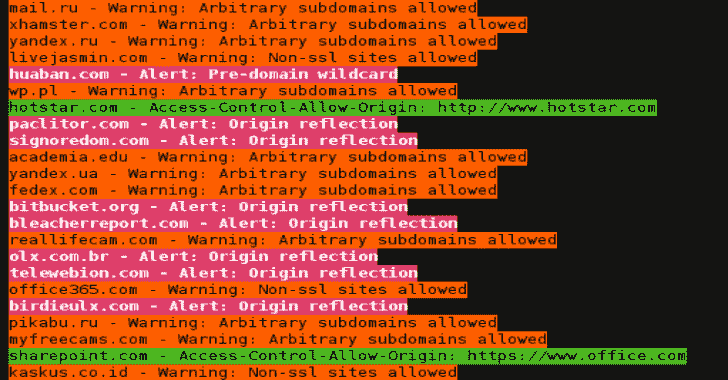 mail.ru - Warning: Arbitrary subdomains allowed
xhamster.com - Warning: Arbitrary subdomains allowed
yandex.ru - Warning: Arbitrary subdomains allowed
livejasmin.com - Warning: Non-ssl sites allowed
huaban.com - Alert: Pre-domain wildcard
wp.pl - Warning: Arbitrary subdomains allowed
hotstar.com - Access-Control-Allow-Origin: http://www.hotstar.com
paclitor.com - Alert: Origin reflection
signoredom.com - Alert: Origin reflection
academia.edu - Warning: Arbitrary subdomains allowed
yandex.ua - Warning: Arbitrary subdomains allowed
fedex.com - Warning: Arbitrary subdomains allowed
bitbucket.org - Alert: Origin reflection
bleacherreport.com - Alert: Origin reflection
reallifecam.com - Warning: Arbitrary subdomains allowed
olx.com.br - Alert: Origin reflection
telewebion.com - Alert: Origin reflection
office365.com - Warning: Non-ssl sites allowed
birdieulx.com - Alert: Origin reflection
pikabu.ru - Warning: Arbitrary subdomains allowed
myfreecams.com - Warning: Arbitrary subdomains allowed
sharepoint.com - Access-Control-Allow-Origin: https://www.office.com
kaskus.co.id - Warning: Non-ssl sites allowed